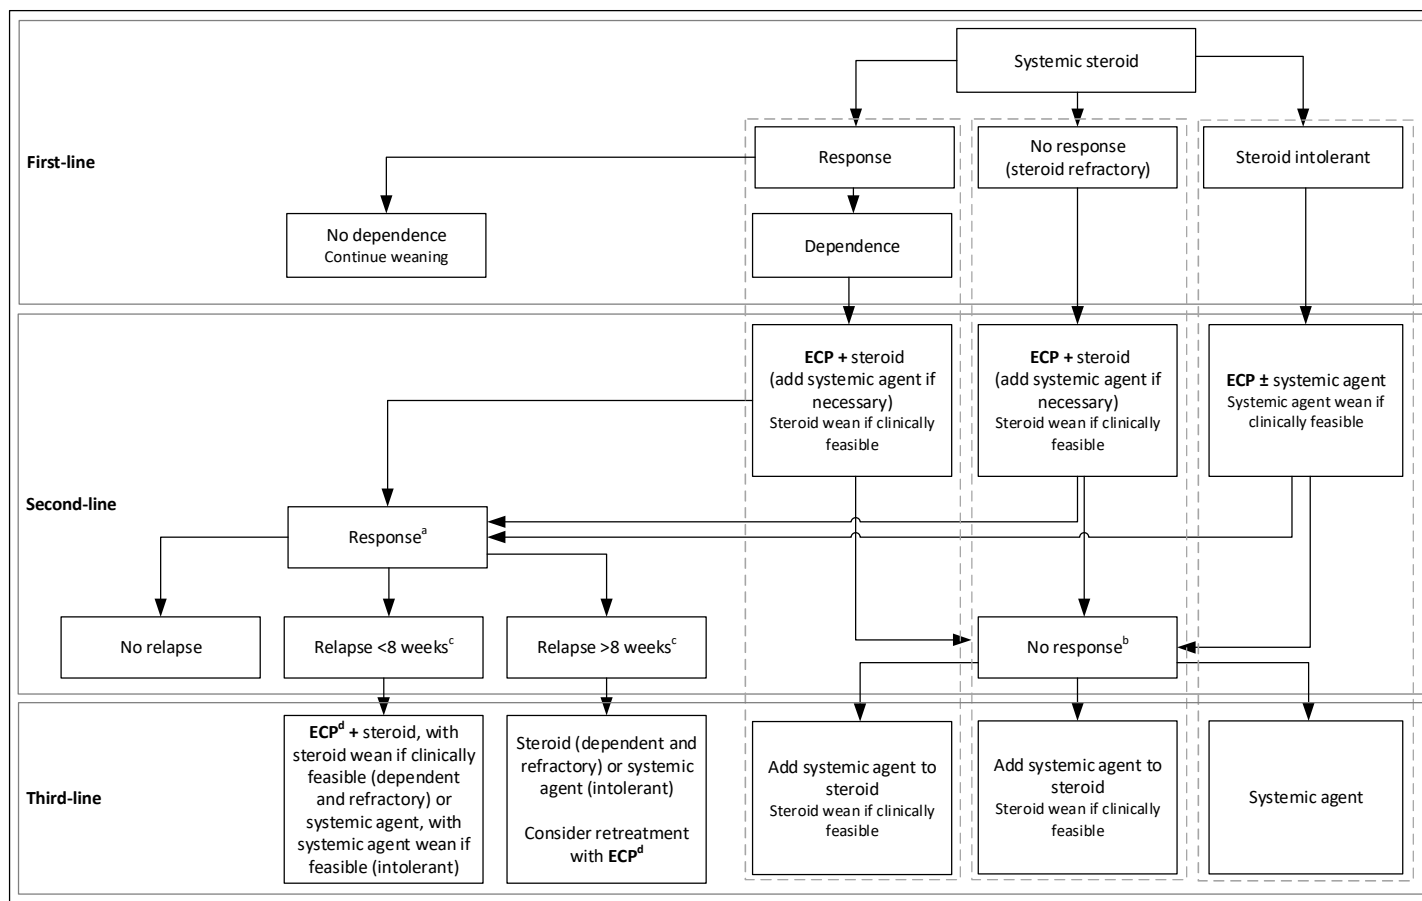 Systemic steroid
First-line
Response
No response
(steroid refractory)
Steroid intolerant
No dependence
Continue weaning
Dependence
Second-line
ECP + steroid
(add systemic agent if
necessary)
Steroid wean if clinically
feasible
ECP + steroid
(add systemic agent if
necessary)
Steroid wean if clinically
feasible
ECP ± systemic agent
Systemic agent wean if
clinically feasible
Responseᵃ
No relapse
Relapse <8 weeksᶜ
Relapse >8 weeksᶜ
No responseᵇ
Third-line
ECPᵈ + steroid, with
steroid wean if clinically
feasible (dependent
and refractory) or
systemic agent, with
systemic agent wean if
feasible (intolerant)
Steroid (dependent and
refractory) or systemic
agent (intolerant)
Consider retreatment
with ECPᵈ
Add systemic agent to
steroid
Steroid wean if clinically
feasible
Add systemic agent to
steroid
Steroid wean if clinically
feasible
Systemic agent